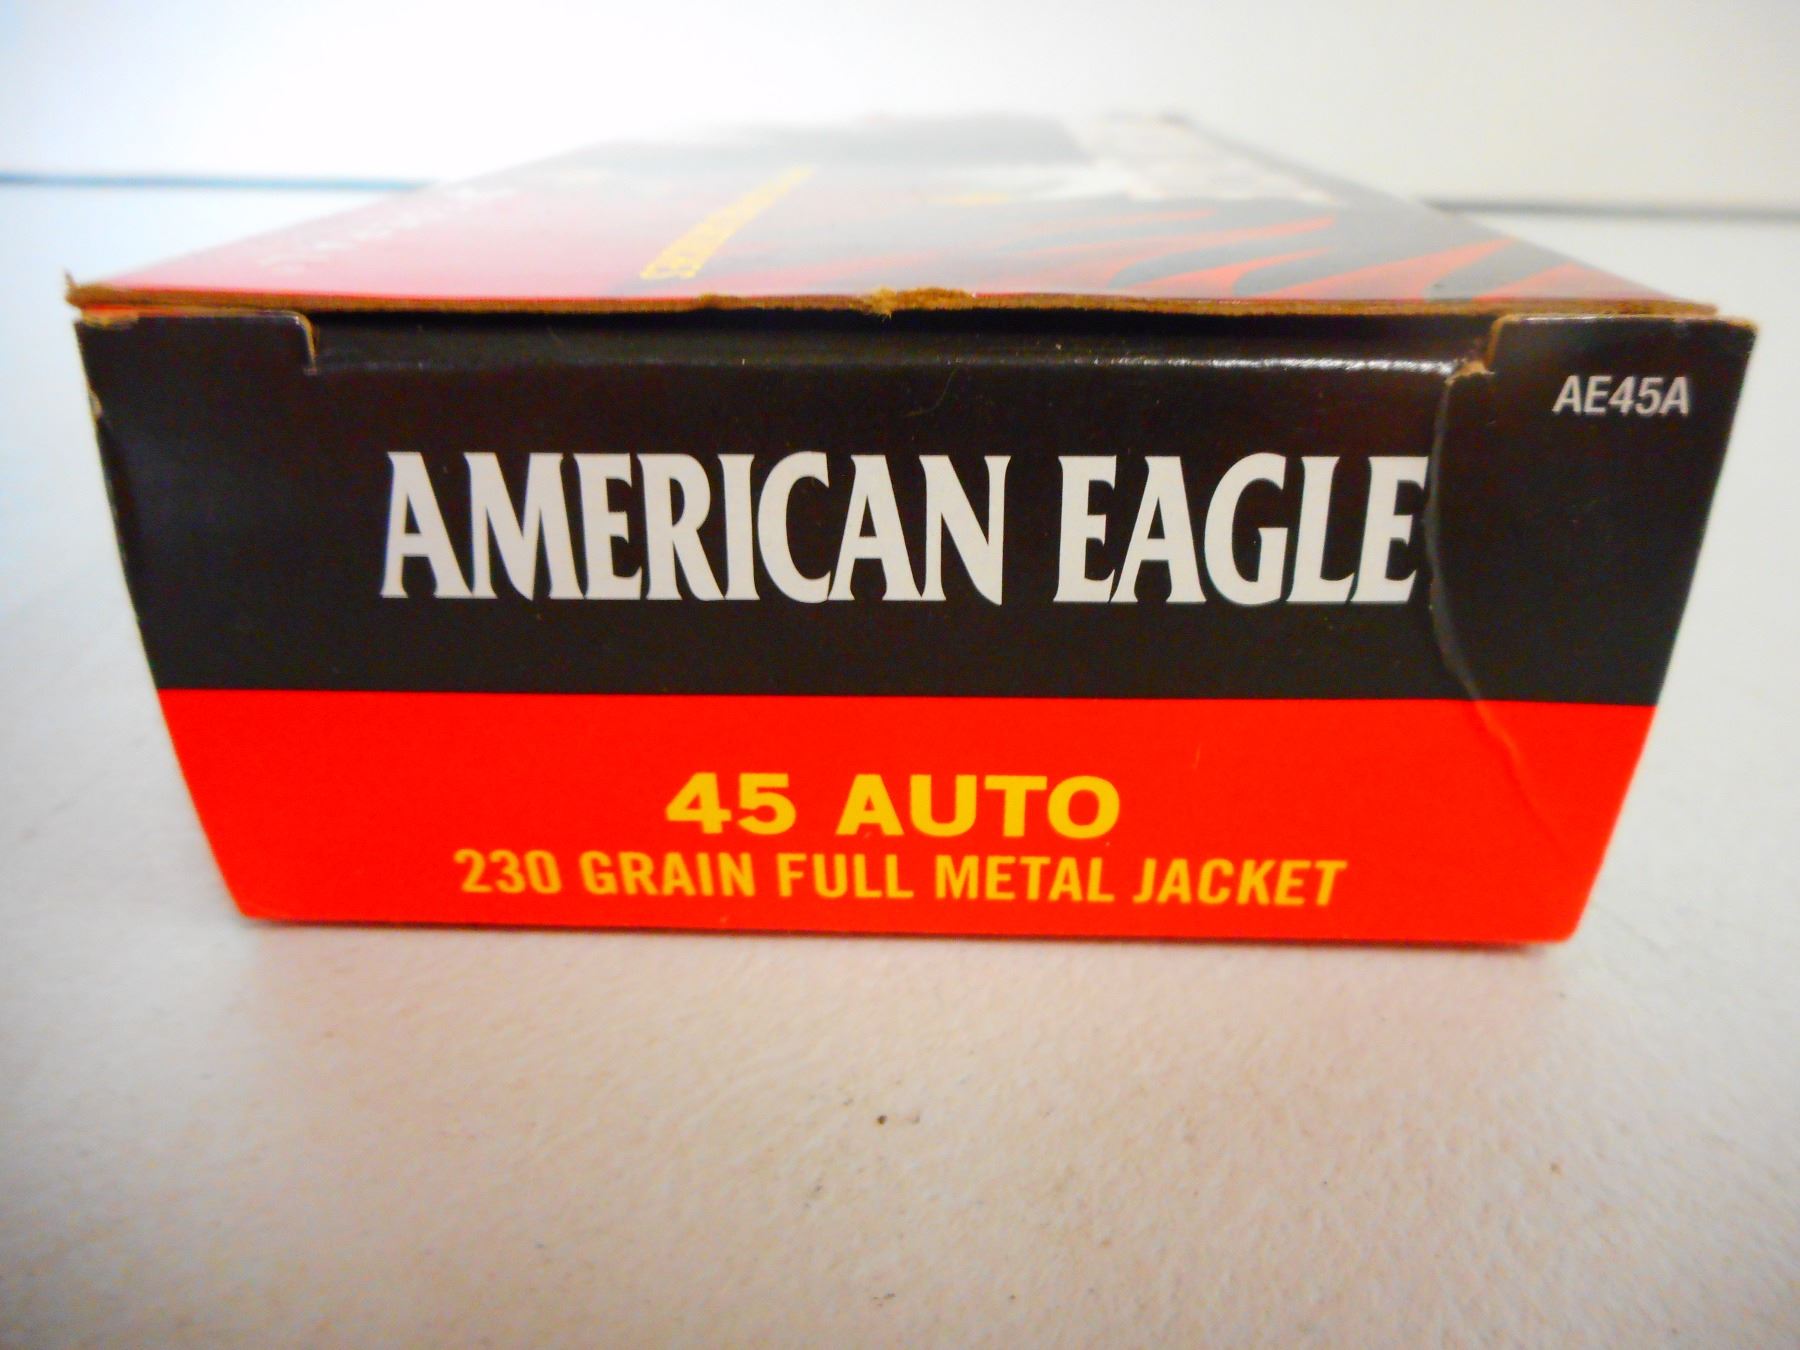 AE45A
AMERICAN EAGLE
45 AUTO
230 GRAIN FULL METAL JACKET